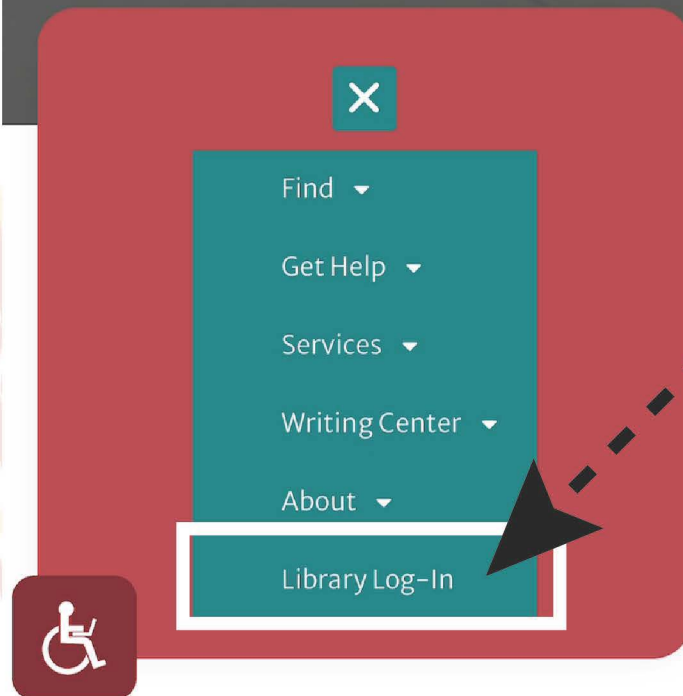 Find
Get Help
Services
Writing Center
About
Library Log-In